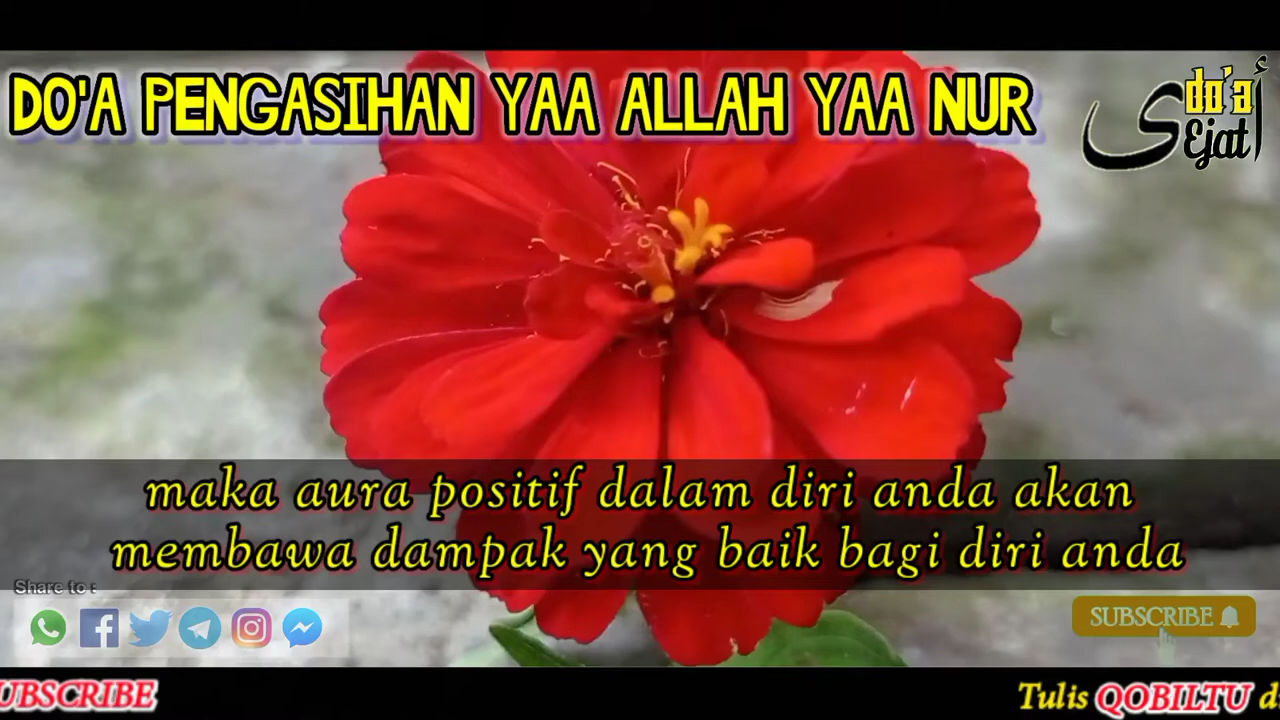 DO'A PENGASIHAN YAA ALLAH YAA NUR
do'a
Ejati
maka aura positif dalam diri anda akan
membawa dampak yang baik bagi diri anda
Share to :
SUBSCRIBE
UBSCRIBE
Tulis QOBILTU d